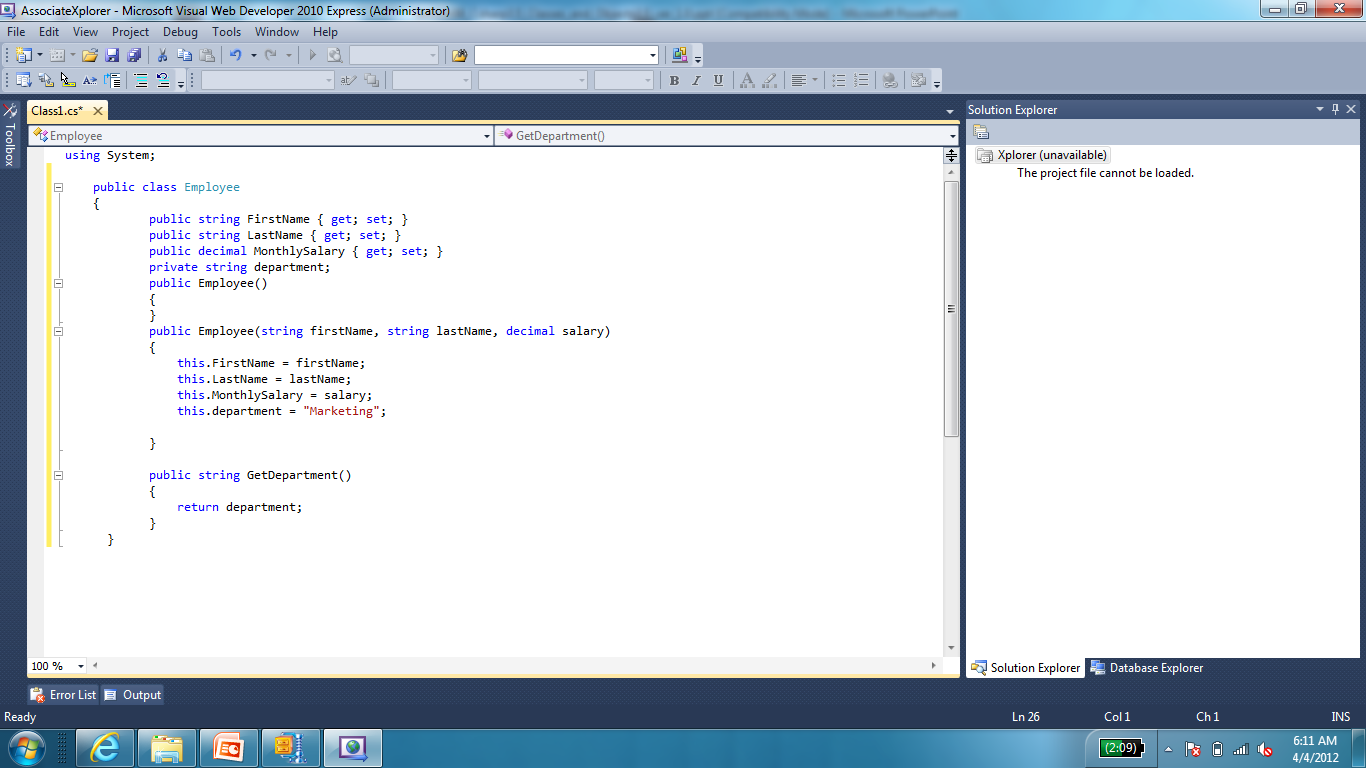 AssociateXplorer - Microsoft Visual Web Developer 2010 Express (Administrator)
File Edit View Project Debug Tools Window Help
B I U A
Class1.cs* Solution Explorer
Toolbox
Employee GetDepartment()
Xplorer (unavailable)
The project file cannot be loaded.
using System;
public class Employee
{
public string FirstName { get; set; }
public string LastName { get; set; }
public decimal MonthlySalary { get; set; }
private string department;
public Employee()
{
}
public Employee(string firstName, string lastName, decimal salary)
{
this.FirstName = firstName;
this.LastName = lastName;
this.MonthlySalary = salary;
this.department = "Marketing";
}
public string GetDepartment()
{
return department;
}
}
100 %
Solution Explorer Database Explorer
Error List Output
Ready Ln 26 Col 1 Ch 1 INS
(2:09) 6:11 AM
4/4/2012